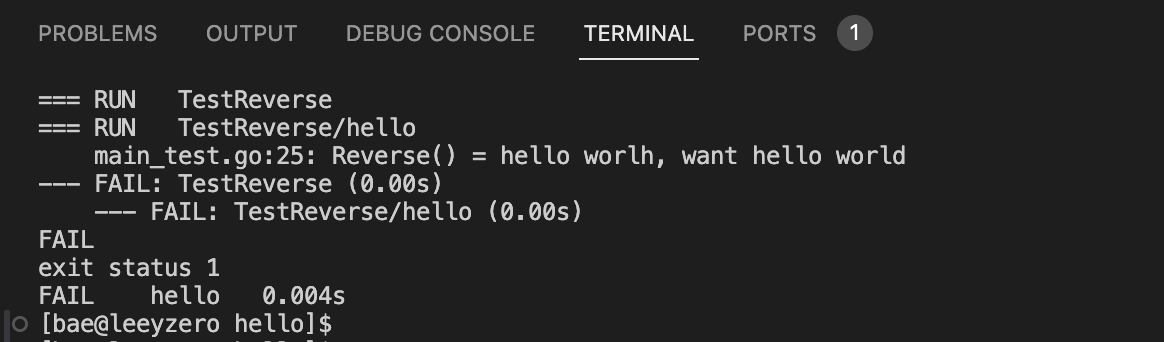 PROBLEMS OUTPUT DEBUG CONSOLE TERMINAL PORTS 1
=== RUN   TestReverse
=== RUN   TestReverse/hello
    main_test.go:25: Reverse() = hello worlh, want hello world
--- FAIL: TestReverse (0.00s)
    --- FAIL: TestReverse/hello (0.00s)
FAIL
exit status 1
FAIL    hello   0.004s
[bae@leeyzero hello]$